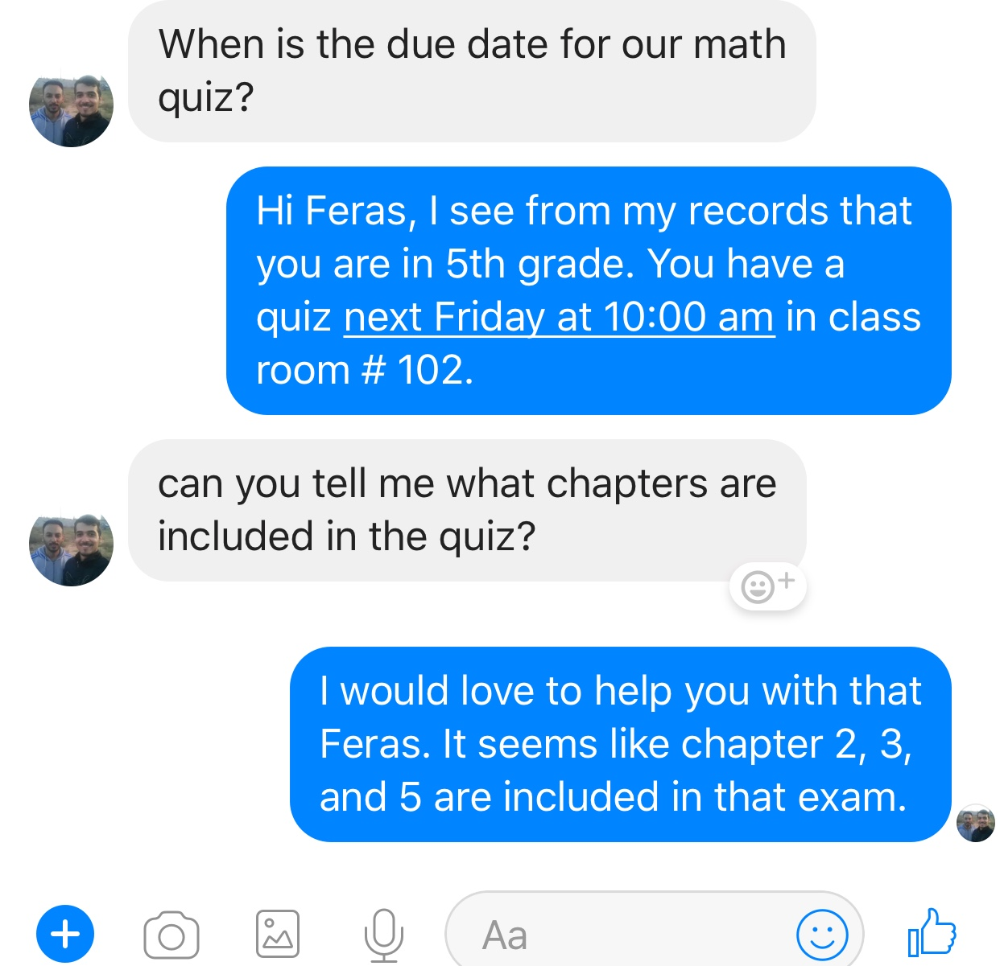 When is the due date for our math
quiz?
Hi Feras, I see from my records that
you are in 5th grade. You have a
quiz next Friday at 10:00 am in class
room # 102.
can you tell me what chapters are
included in the quiz?
I would love to help you with that
Feras. It seems like chapter 2, 3,
and 5 are included in that exam.
Aa